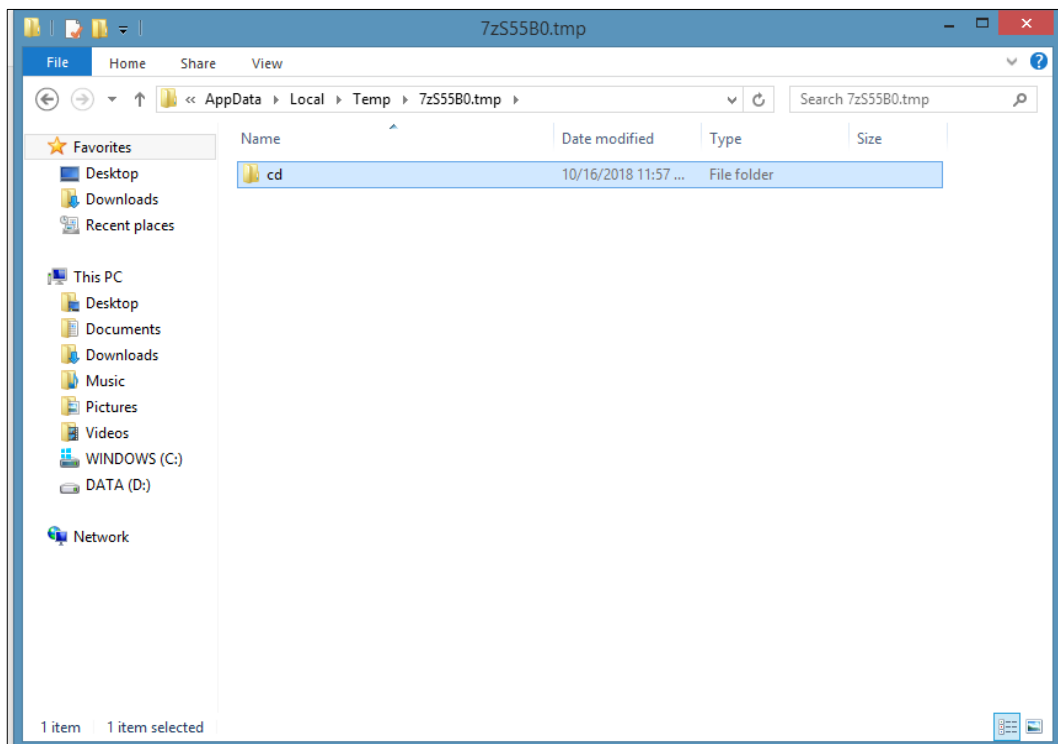 7zS55B0.tmp
File Home Share View
« AppData Local Temp 7zS55B0.tmp Search 7zS55B0.tmp
Name Date modified Type Size
cd 10/16/2018 11:57 ... File folder
Favorites
Desktop
Downloads
Recent places
This PC
Desktop
Documents
Downloads
Music
Pictures
Videos
WINDOWS (C:)
DATA (D:)
Network
1 item 1 item selected